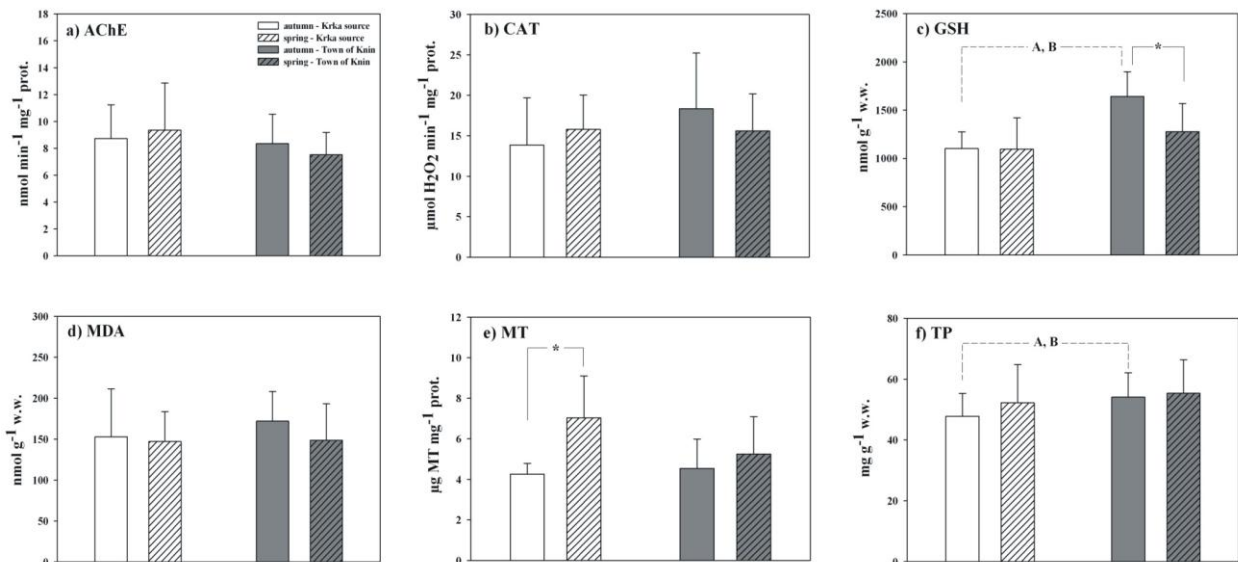 a) AChE
autumn - Krka source
spring - Krka source
autumn - Town of Knin
spring - Town of Knin
nmol min⁻¹ mg⁻¹ prot.
18
16
14
12
10
8
6
4
2
0
b) CAT
µmol H₂O₂ min⁻¹ mg⁻¹ prot.
30
25
20
15
10
5
0
c) GSH
A, B
*
nmol g⁻¹ w.w.
2500
2000
1500
1000
500
0
d) MDA
nmol g⁻¹ w.w.
300
250
200
150
100
50
0
e) MT
*
µg MT mg⁻¹ prot.
12
10
8
6
4
2
0
f) TP
A, B
mg g⁻¹ w.w.
80
60
40
20
0